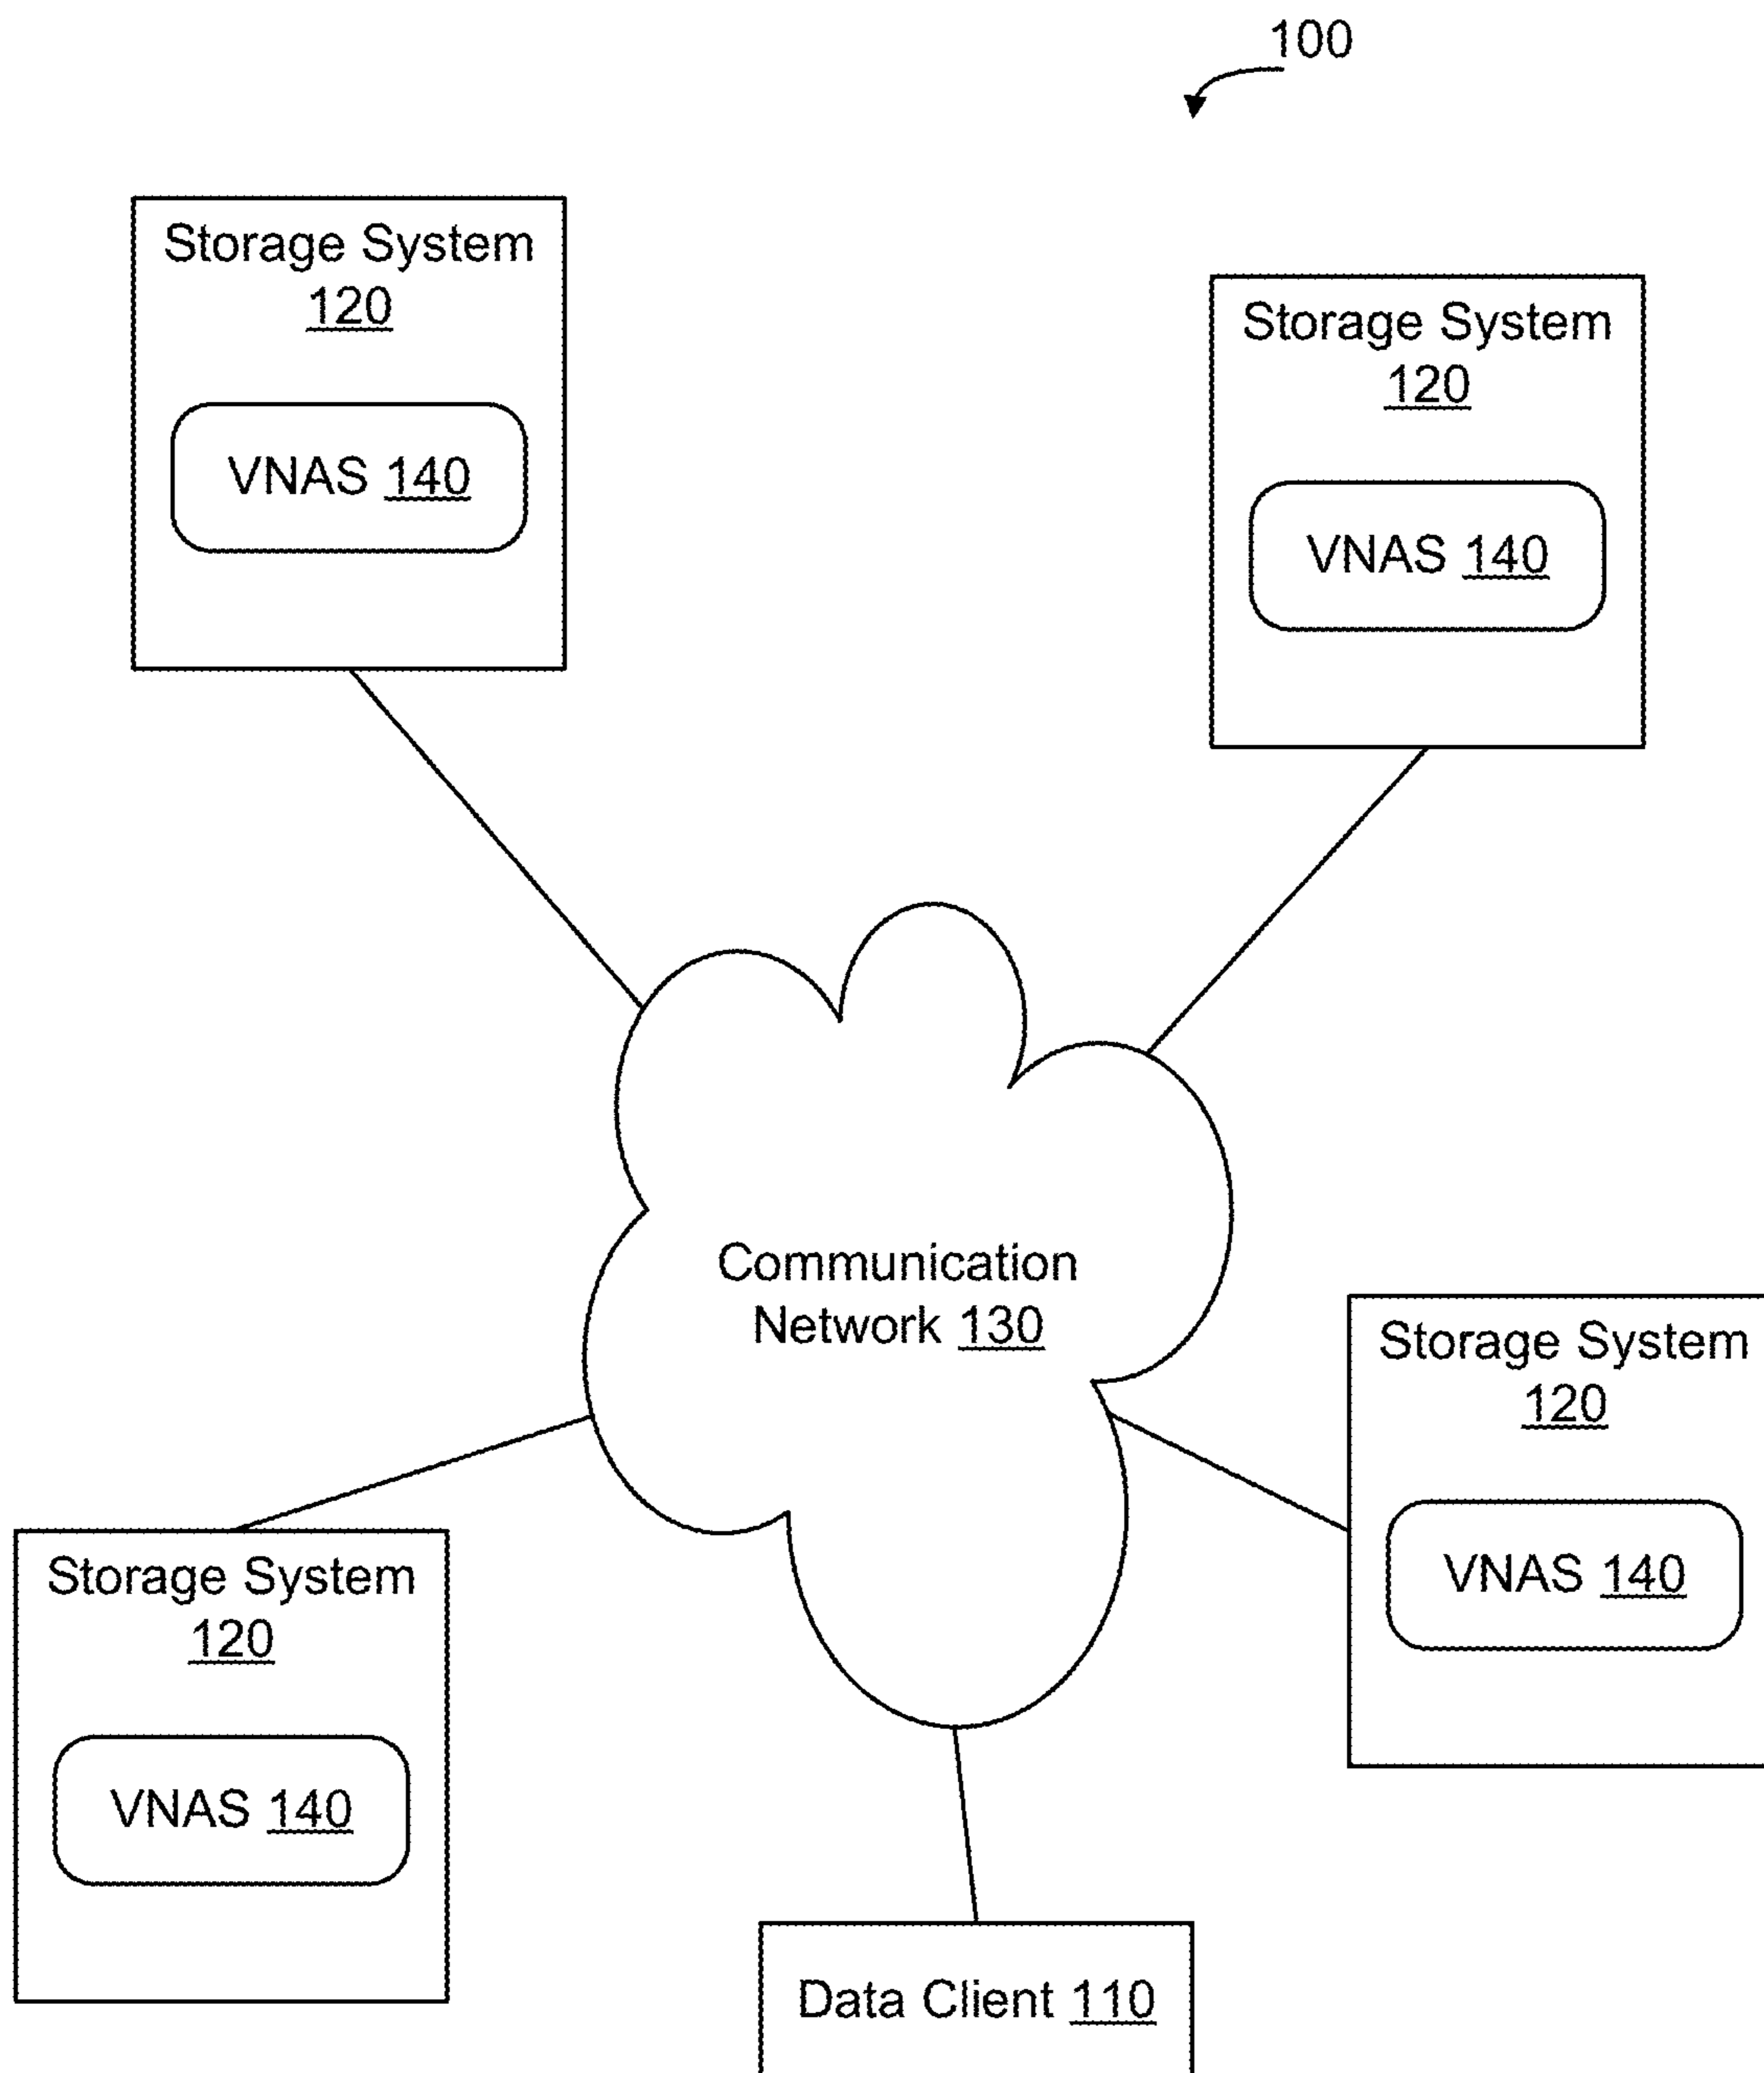 100
Storage System
120
VNAS 140
Storage System
120
VNAS 140
Communication
Network 130
Storage System
120
VNAS 140
Storage System
120
VNAS 140
Data Client 110